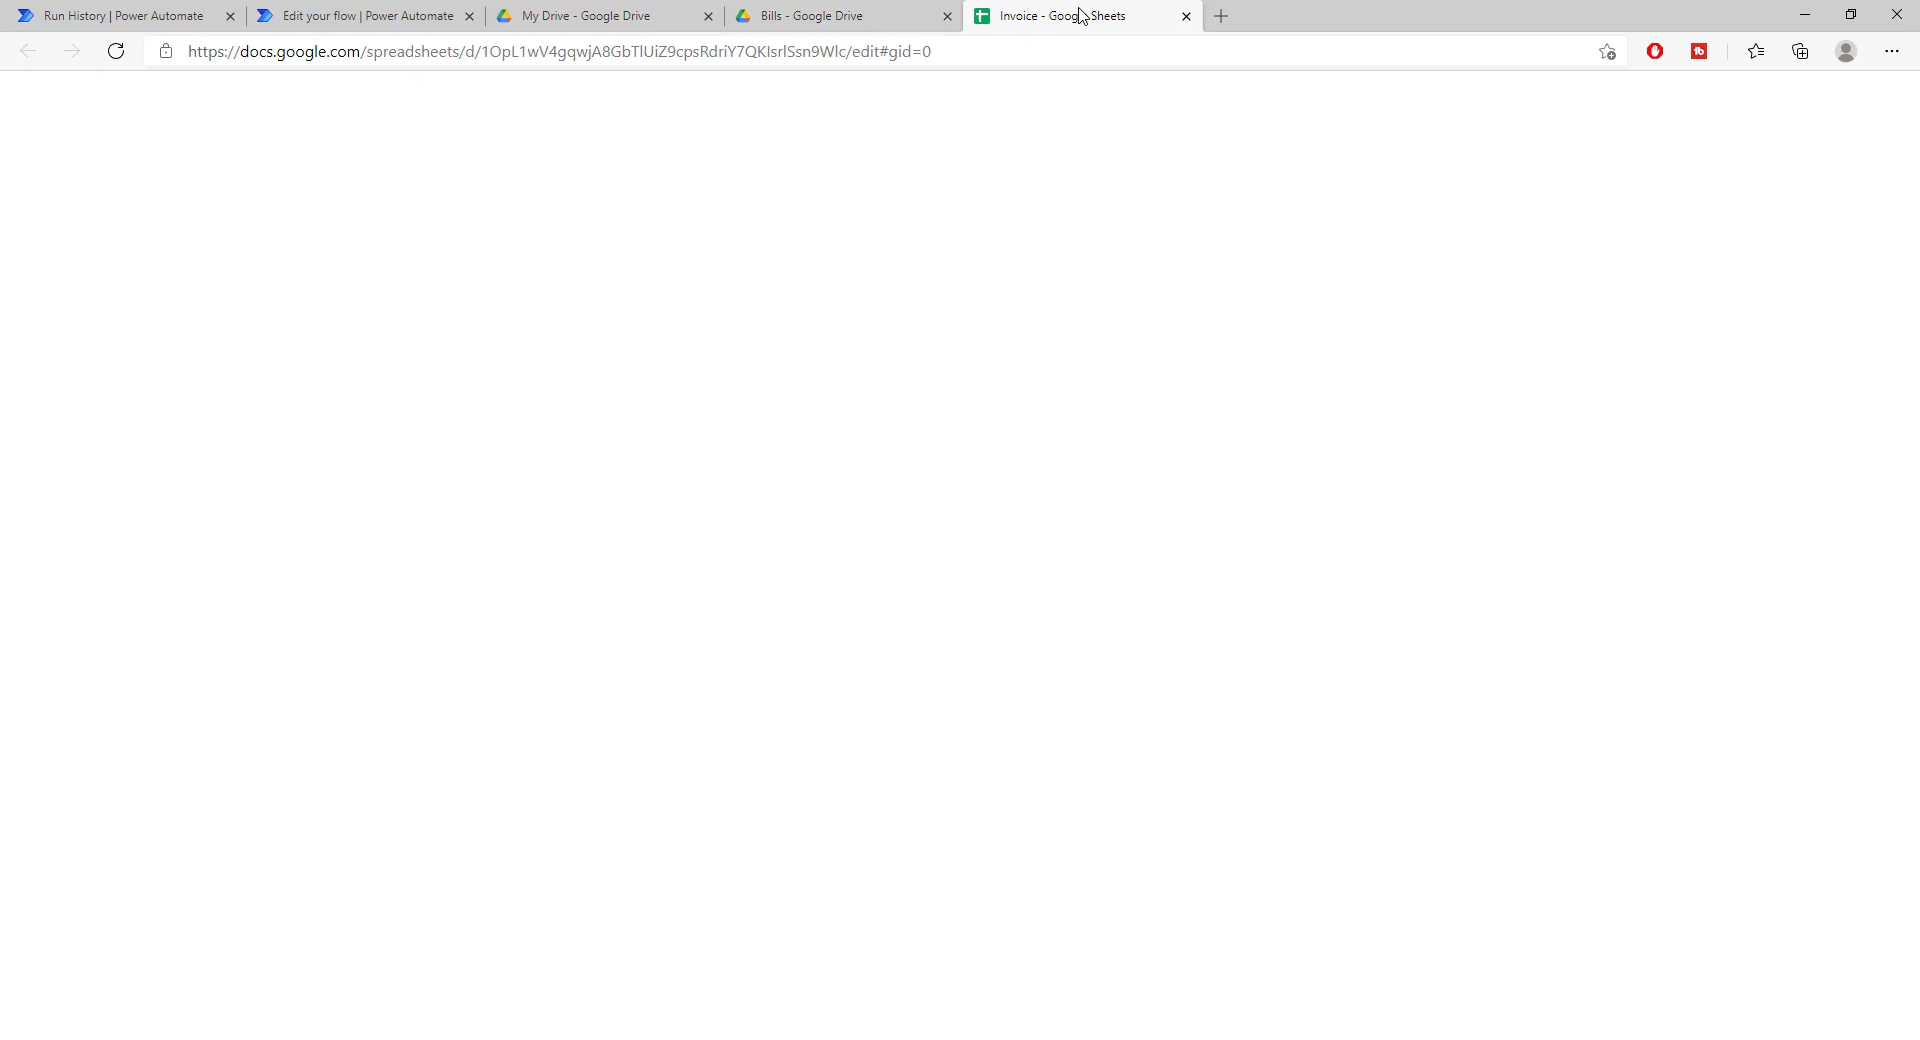 Run History | Power Automate
Edit your flow | Power Automate
My Drive - Google Drive
Bills - Google Drive
Invoice - Google Sheets
https://docs.google.com/spreadsheets/d/1OpL1wV4gqwjA8GbTlUiZ9cpsRdriY7QKIsrlSsn9Wlc/edit#gid=0